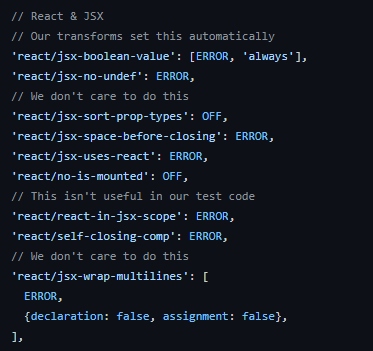 // React & JSX
// Our transforms set this automatically
'react/jsx-boolean-value': [ERROR, 'always'],
'react/jsx-no-undef': ERROR,
// We don't care to do this
'react/jsx-sort-prop-types': OFF,
'react/jsx-space-before-closing': ERROR,
'react/jsx-uses-react': ERROR,
'react/no-is-mounted': OFF,
// This isn't useful in our test code
'react/react-in-jsx-scope': ERROR,
'react/self-closing-comp': ERROR,
// We don't care to do this
'react/jsx-wrap-multilines': [
  ERROR,
  {declaration: false, assignment: false},
],